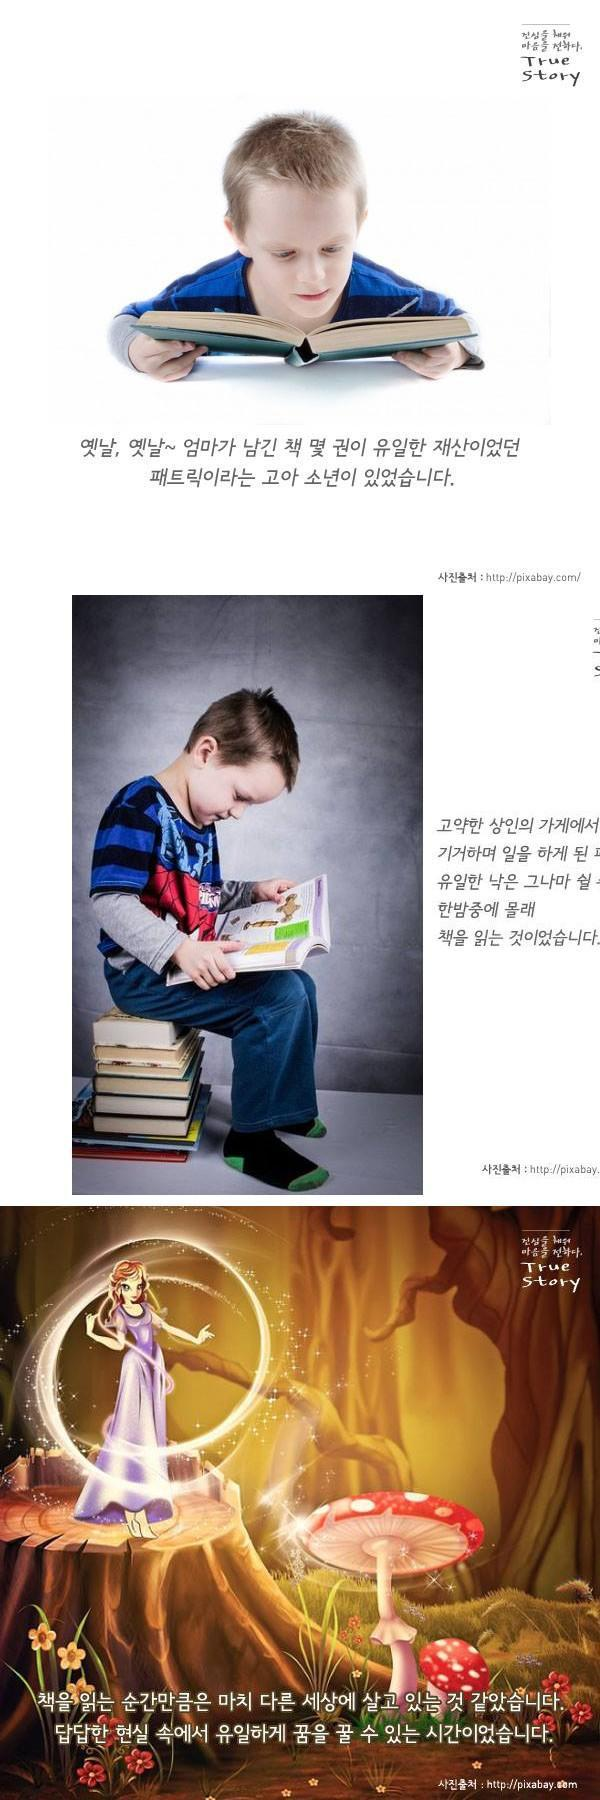 진심을 채워
마음을 전하다.
True
Story
옛날, 옛날~ 엄마가 남긴 책 몇 권이 유일한 재산이었던
패트릭이라는 고아 소년이 있었습니다.
사진출처 : http://pixabay.com/
고약한 상인의 가게에서
기거하며 일을 하게 된
유일한 낙은 그나마 쉴
한밤중에 몰래
책을 읽는 것이었습니다.
사진출처 : http://pixabay.
진심을 채워
마음을 전하다.
True
Story
책을 읽는 순간만큼은 마치 다른 세상에 살고 있는 것 같았습니다.
답답한 현실 속에서 유일하게 꿈을 꿀 수 있는 시간이었습니다.
사진출처 : http://pixabay.com